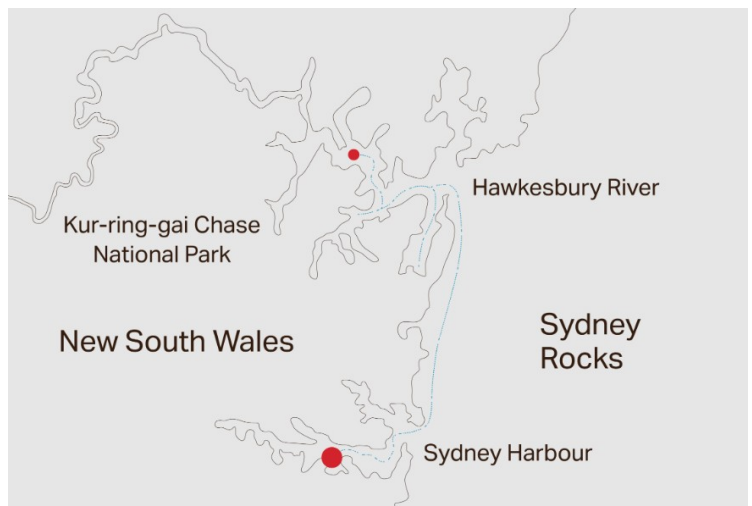 Hawkesbury River
Kur-ring-gai Chase
National Park
New South Wales
Sydney
Rocks
Sydney Harbour